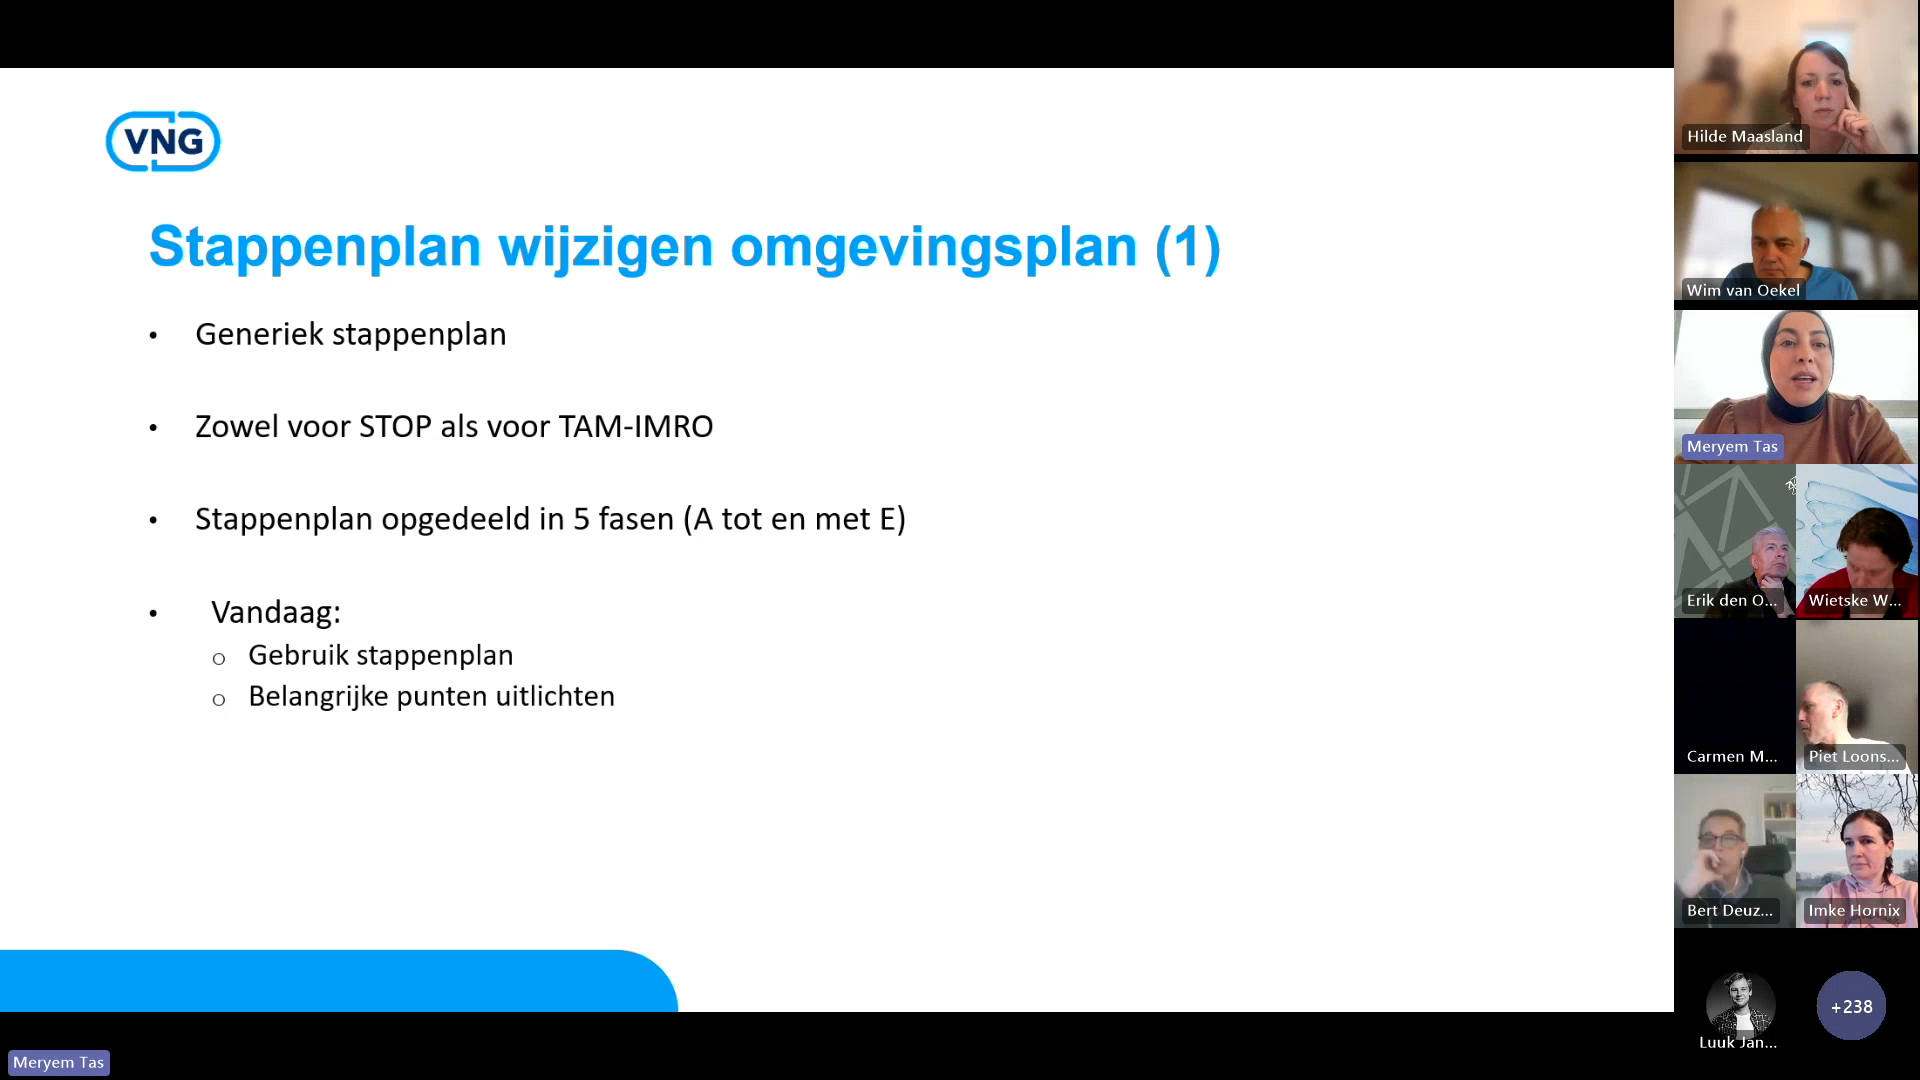 VNG
Stappenplan wijzigen omgevingsplan (1)
• Generiek stappenplan
• Zowel voor STOP als voor TAM-IMRO
• Stappenplan opgedeeld in 5 fasen (A tot en met E)
• Vandaag:
o Gebruik stappenplan
o Belangrijke punten uitlichten
Meryem Tas
Hilde Maasland
Wim van Oekel
Meryem Tas
Erik den O...
Wietske W...
Carmen M...
Piet Loons...
Bert Deuz...
Imke Hornix
Luuk Jan...
+238